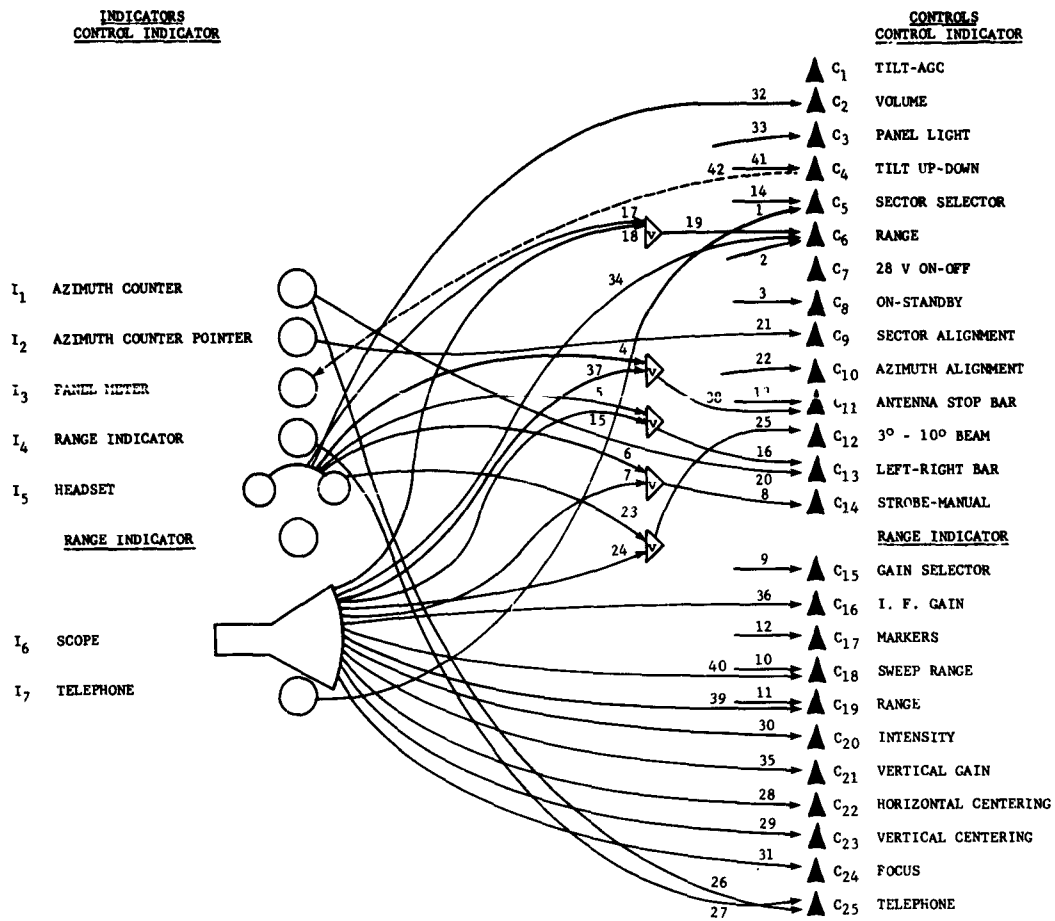 INDICATORS
CONTROL INDICATOR
CONTROLS
CONTROL INDICATOR
C1 TILT-AGC
32 C2 VOLUME
33 C3 PANEL LIGHT
42 41 C4 TILT UP-DOWN
14 C5 SECTOR SELECTOR
1
17
18 V 19 C6 RANGE
34 2
C7 28 V ON-OFF
I1 AZIMUTH COUNTER
3 C8 ON-STANDBY
21 C9 SECTOR ALIGNMENT
I2 AZIMUTH COUNTER POINTER
4
37 V 22 C10 AZIMUTH ALIGNMENT
I3 PANEL METER
5 38 C11 ANTENNA STOP BAR
15 V 25 C12 3° - 10° BEAM
I4 RANGE INDICATOR
6 16 C13 LEFT-RIGHT BAR
7 V 20
I5 HEADSET
8 C14 STROBE-MANUAL
23
RANGE INDICATOR
24 V
RANGE INDICATOR
9 C15 GAIN SELECTOR
36 C16 I. F. GAIN
I6 SCOPE
12 C17 MARKERS
40 10 C18 SWEEP RANGE
I7 TELEPHONE
39 11 C19 RANGE
30 C20 INTENSITY
35 C21 VERTICAL GAIN
28 C22 HORIZONTAL CENTERING
29 C23 VERTICAL CENTERING
31 C24 FOCUS
26
27 C25 TELEPHONE